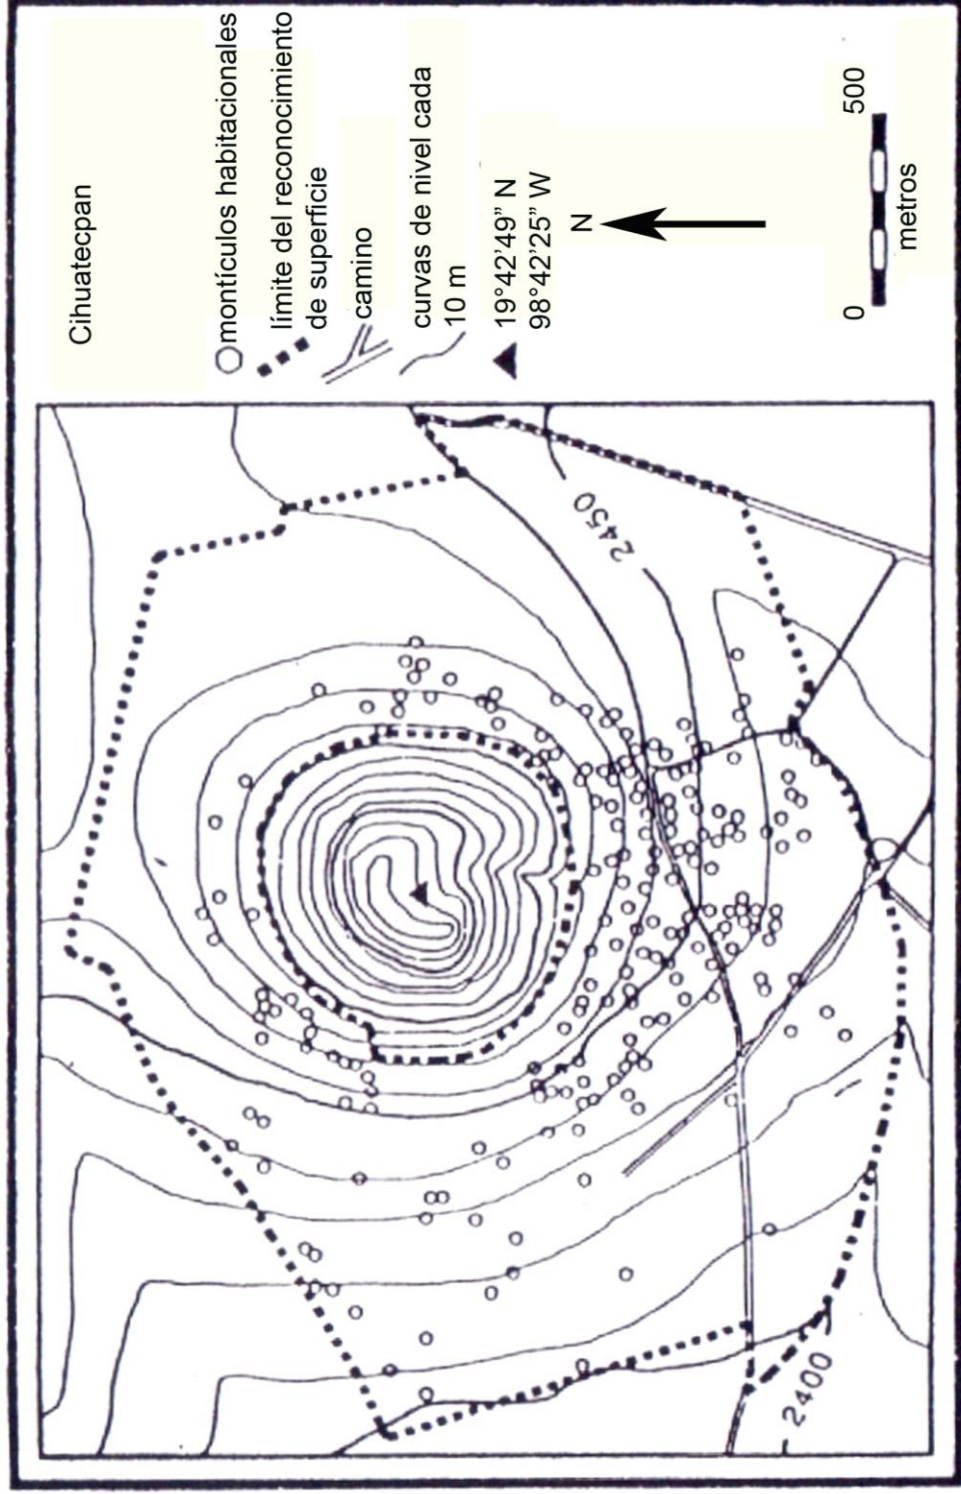 Cihuatecpan
montículos habitacionales
límite del reconocimiento
de superficie
camino
curvas de nivel cada
10 m
19°42'49” N
98°42'25” W
N
0 500
metros
2450
2400